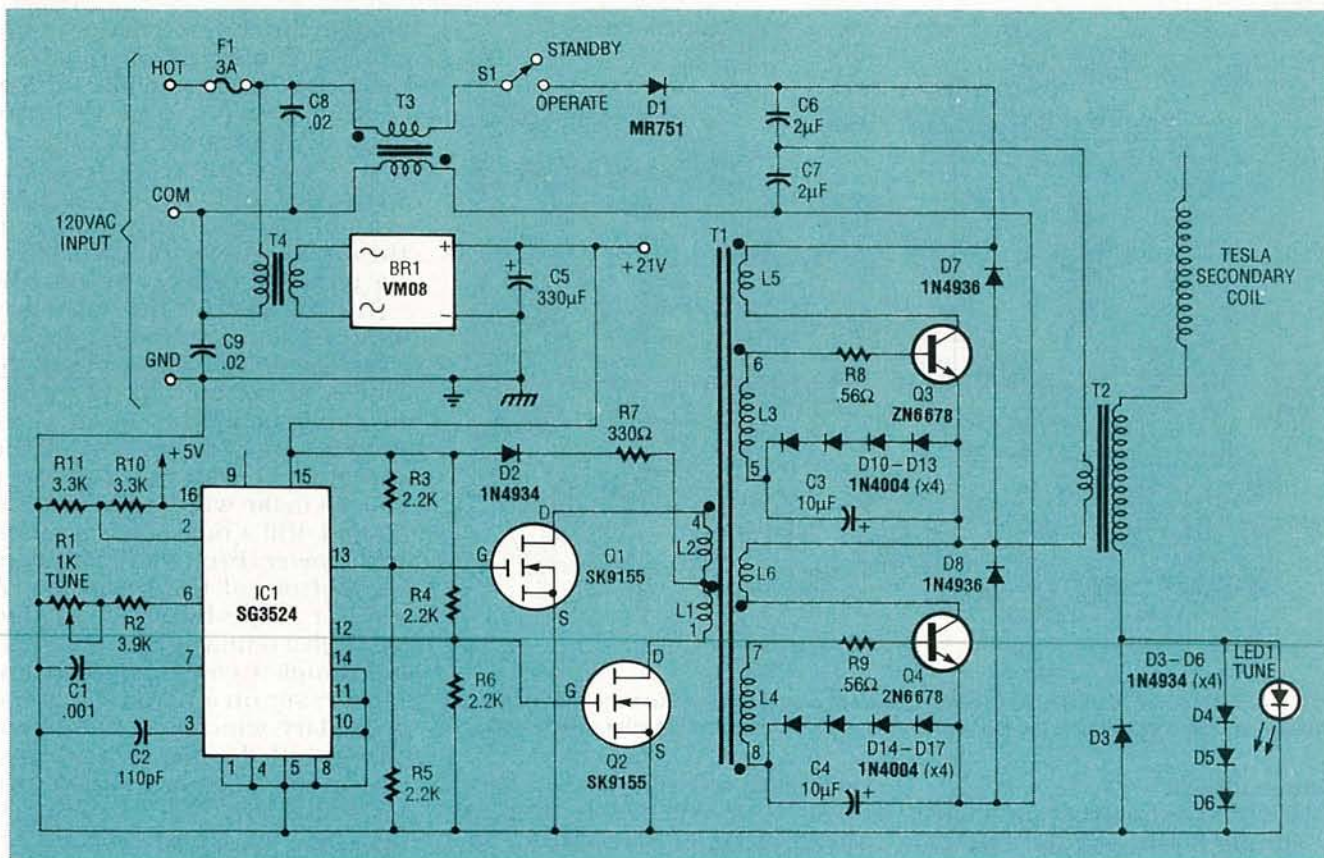 F1
3A
HOT
C8
.02
T3
S1
STANDBY
OPERATE
D1
MR751
C6
2µF
C7
2µF
COM
120VAC
INPUT
T4
BR1
VM08
+
-
+
C5
330µF
+21V
T1
TESLA
SECONDARY
COIL
C9
.02
GND
L5
D7
1N4936
6
R8
.56Ω
Q3
ZN6678
L3
5
D10-D13
1N4004 (x4)
C3
10µF
+
T2
R7
330Ω
D2
1N4934
+5V
R11
3.3K
R10
3.3K
9
15
16
2
R3
2.2K
R1
1K
TUNE
R2
3.9K
6
IC1
SG3524
13
G
D
S
Q1
SK9155
4
L2
L1
1
L6
D8
1N4936
R4
2.2K
12
7
14
11
10
3
C1
.001
C2
110pF
1
4
5
8
R6
2.2K
R5
2.2K
G
D
S
Q2
SK9155
7
L4
8
R9
.56Ω
Q4
2N6678
D14-D17
1N4004 (x4)
C4
10µF
+
D3-D6
1N4934 (x4)
LED1
TUNE
D3
D4
D5
D6